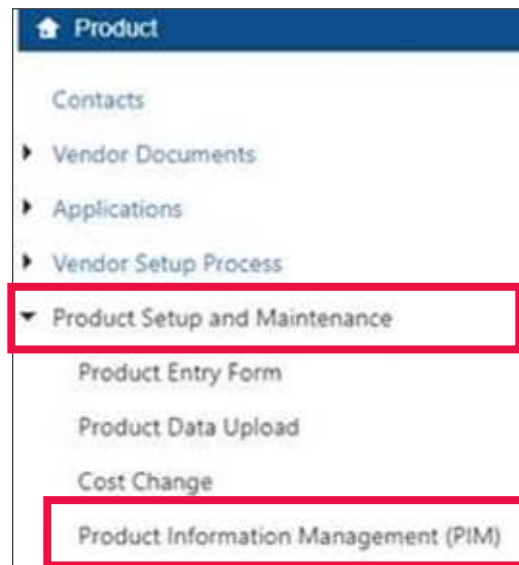 Product
Contacts
Vendor Documents
Applications
Vendor Setup Process
Product Setup and Maintenance
Product Entry Form
Product Data Upload
Cost Change
Product Information Management (PIM)